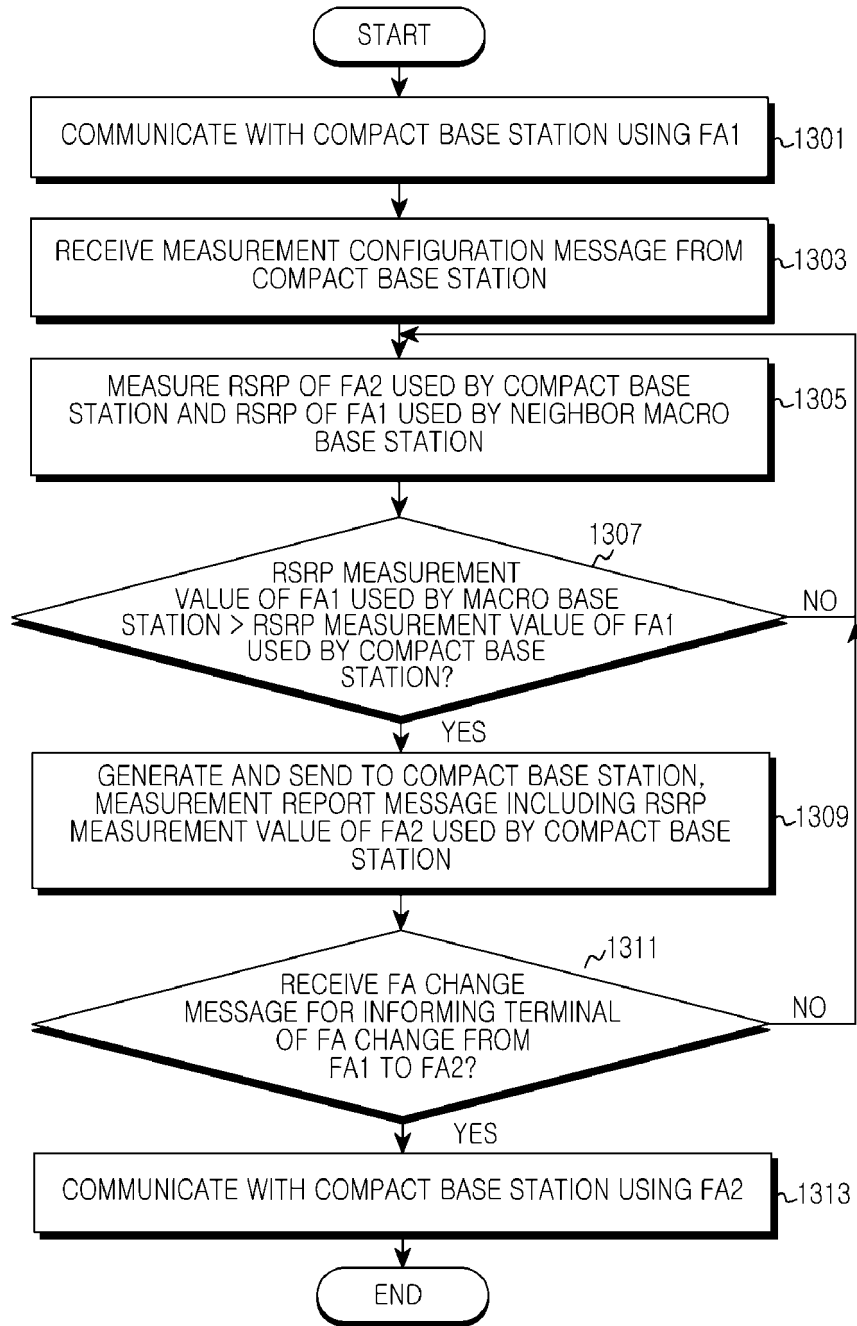 START
COMMUNICATE WITH COMPACT BASE STATION USING FA1
1301
RECEIVE MEASUREMENT CONFIGURATION MESSAGE FROM
COMPACT BASE STATION
1303
MEASURE RSRP OF FA2 USED BY COMPACT BASE
STATION AND RSRP OF FA1 USED BY NEIGHBOR MACRO
BASE STATION
1305
1307
RSRP MEASUREMENT
VALUE OF FA1 USED BY MACRO BASE
STATION > RSRP MEASUREMENT VALUE OF FA1
USED BY COMPACT BASE
STATION?
NO
YES
GENERATE AND SEND TO COMPACT BASE STATION,
MEASUREMENT REPORT MESSAGE INCLUDING RSRP
MEASUREMENT VALUE OF FA2 USED BY COMPACT BASE
STATION
1309
1311
RECEIVE FA CHANGE
MESSAGE FOR INFORMING TERMINAL
OF FA CHANGE FROM
FA1 TO FA2?
NO
YES
COMMUNICATE WITH COMPACT BASE STATION USING FA2
1313
END